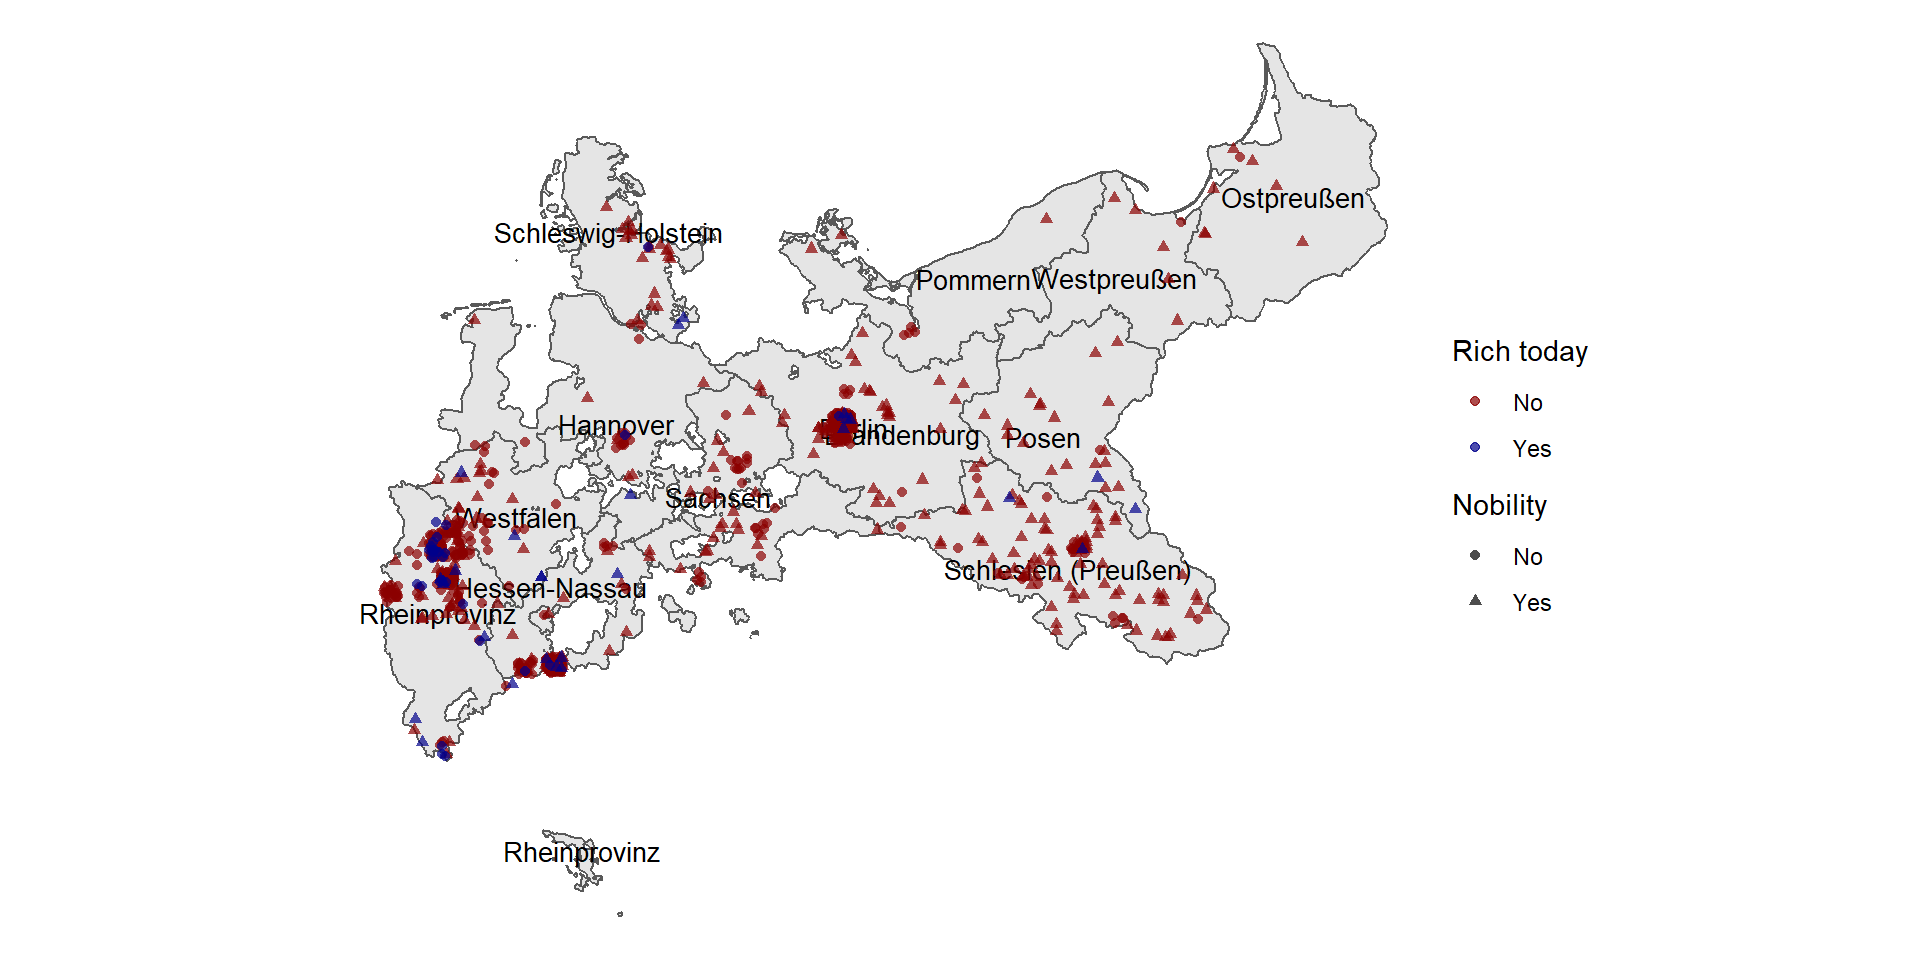 Ostpreußen
Schleswig-Holstein
Pommern
Westpreußen
Hannover
Berlin
Brandenburg
Posen
Sachsen
Westfalen
Schlesien (Preußen)
Hessen-Nassau
Rheinprovinz
Rheinprovinz
Rich today
No
Yes
Nobility
No
Yes